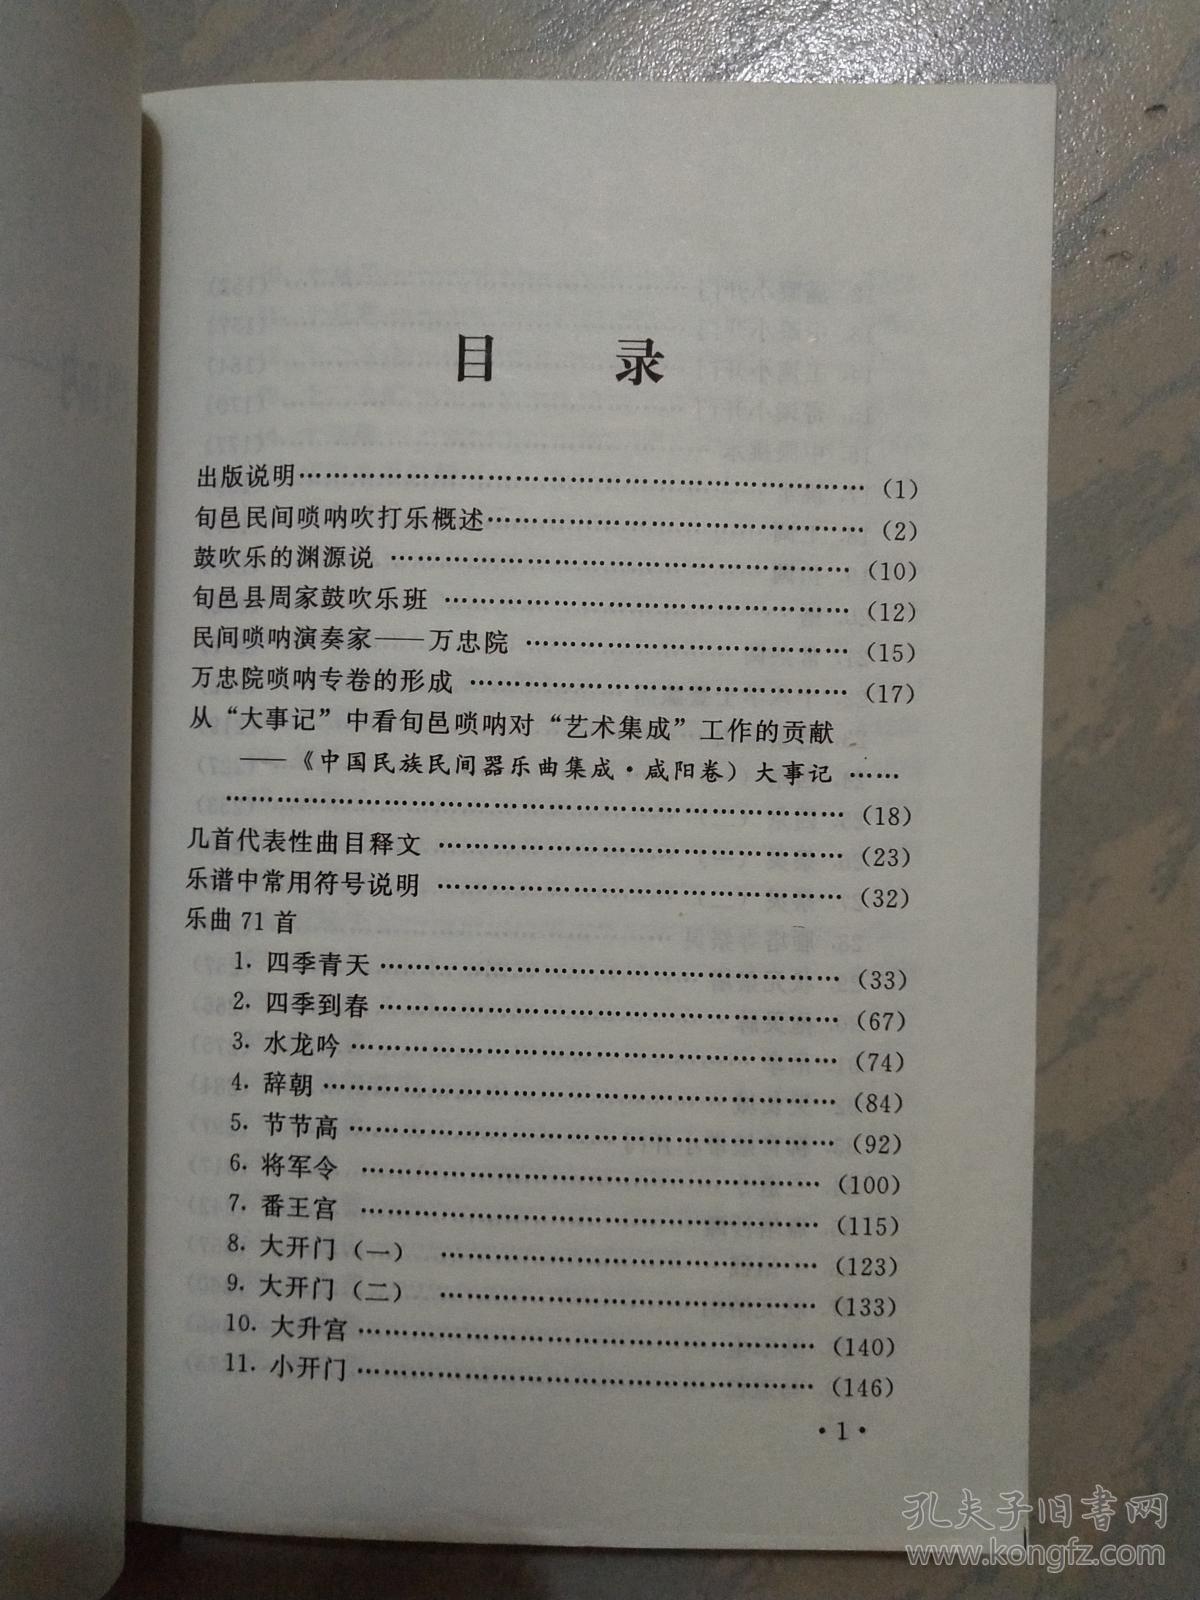 目 录
出版说明……………………………………………………(1)
旬邑民间唢呐吹打乐概述……………………………………(2)
鼓吹乐的渊源说 ……………………………………………(10)
旬邑县周家鼓吹乐班 ………………………………………(12)
民间唢呐演奏家——万忠院 ………………………………(15)
万忠院唢呐专卷的形成 ……………………………………(17)
从“大事记”中看旬邑唢呐对“艺术集成”工作的贡献
——《中国民族民间器乐曲集成·咸阳卷）大事记 ……
………………………………………………………………(18)
几首代表性曲目释文 ………………………………………(23)
乐谱中常用符号说明 ………………………………………(32)
乐曲71首
1. 四季青天 ………………………………………………(33)
2. 四季到春 ………………………………………………(67)
3. 水龙吟 …………………………………………………(74)
4. 辞朝 ……………………………………………………(84)
5. 节节高 …………………………………………………(92)
6. 将军令 …………………………………………………(100)
7. 番王宫 …………………………………………………(115)
8. 大开门（一） …………………………………………(123)
9. 大开门（二） …………………………………………(133)
10. 大升宫 ………………………………………………(140)
11. 小开门 ………………………………………………(146)
·1·
孔夫子旧书网
www.kongfz.com